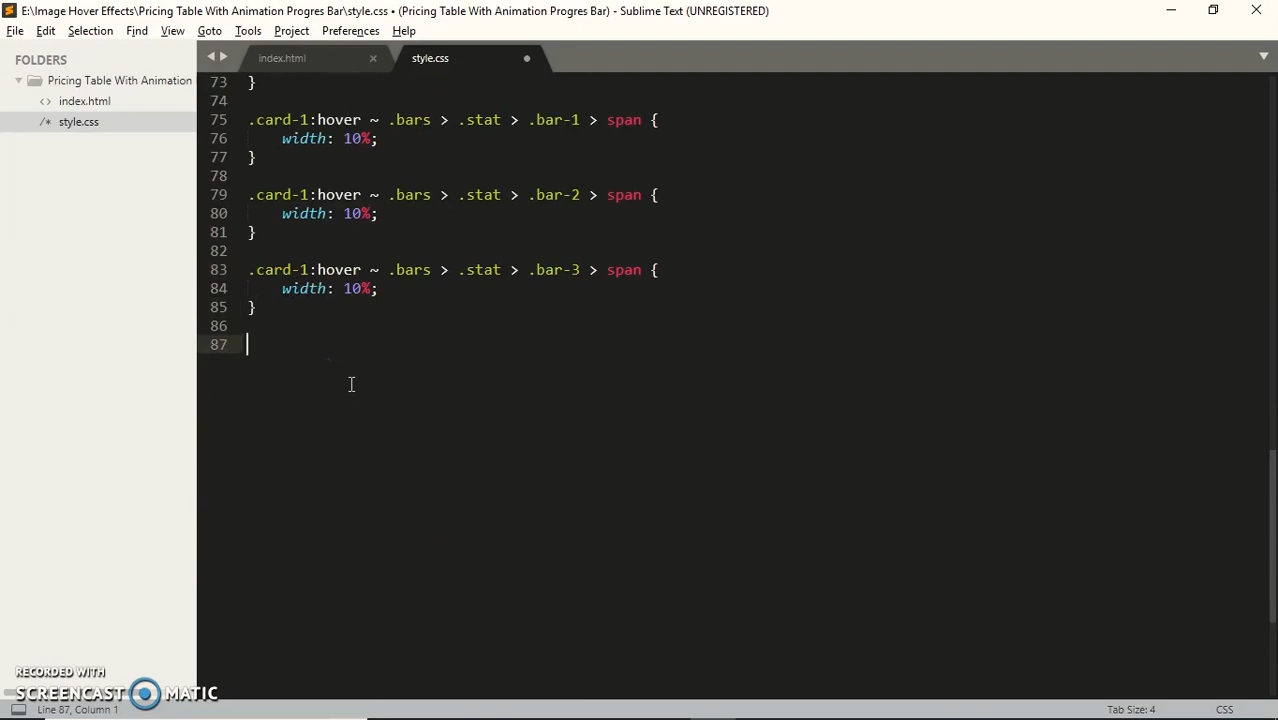 E:\Image Hover Effects\Pricing Table With Animation Progres Bar\style.css • (Pricing Table With Animation Progres Bar) - Sublime Text (UNREGISTERED)
File Edit Selection Find View Goto Tools Project Preferences Help
FOLDERS
Pricing Table With Animation
<> index.html
/* style.css
index.html
style.css
73 }
74
75 .card-1:hover ~ .bars > .stat > .bar-1 > span {
76     width: 10%;
77 }
78
79 .card-1:hover ~ .bars > .stat > .bar-2 > span {
80     width: 10%;
81 }
82
83 .card-1:hover ~ .bars > .stat > .bar-3 > span {
84     width: 10%;
85 }
86
87
RECORDED WITH
SCREENCAST MATIC
Line 87, Column 1
Tab Size: 4
CSS